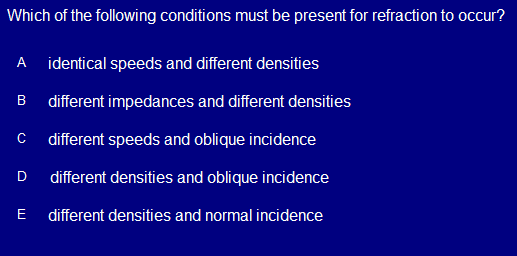 Which of the following conditions must be present for refraction to occur?
A identical speeds and different densities
B different impedances and different densities
C different speeds and oblique incidence
D different densities and oblique incidence
E different densities and normal incidence